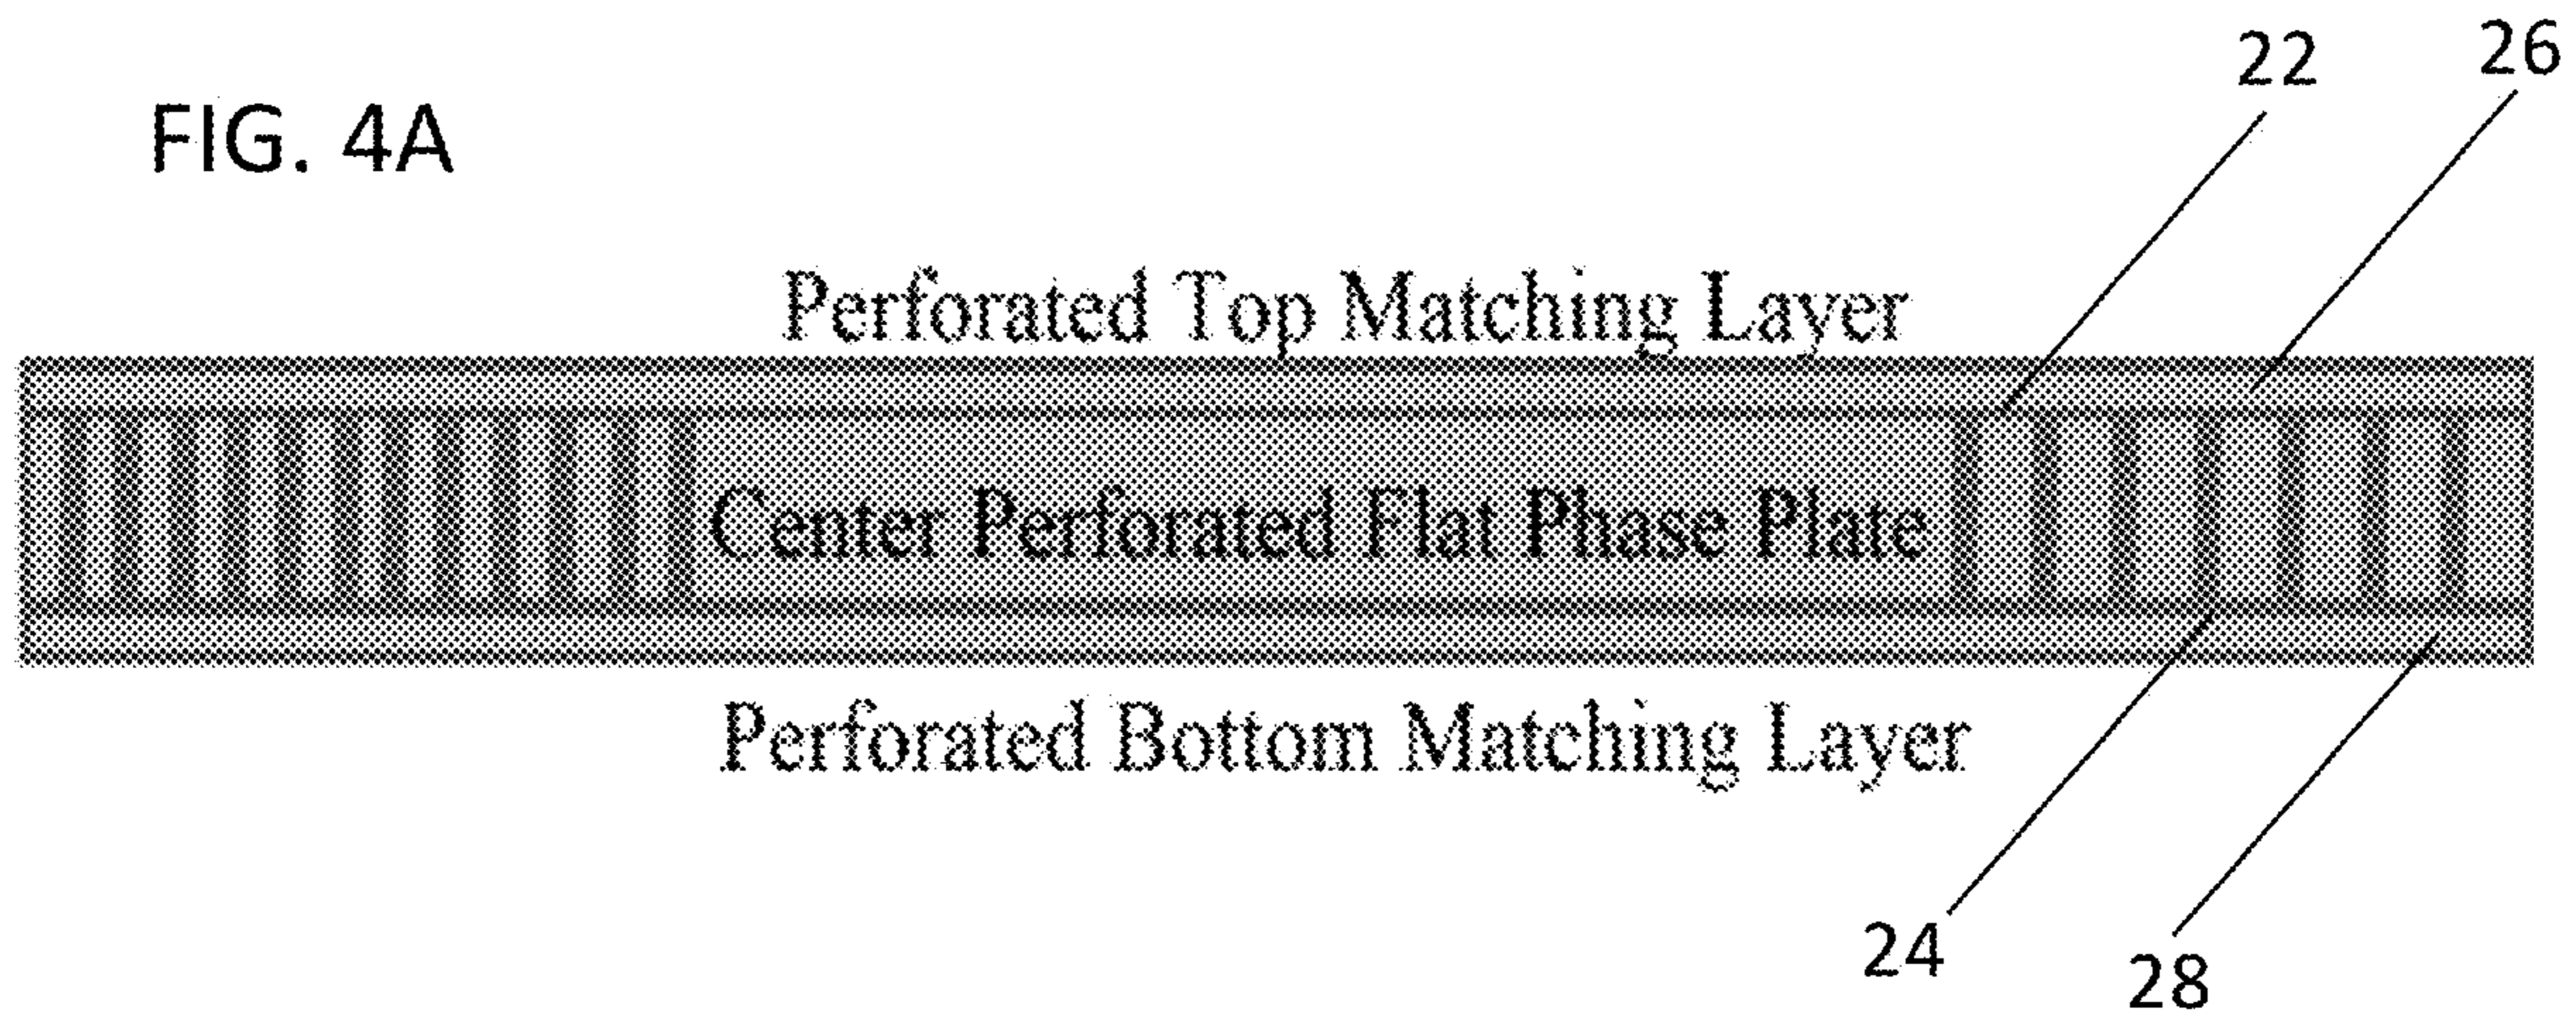 22
26
FIG. 4A
Perforated Top Matching Layer
Center Perforated Flat Phase Plate
Perforated Bottom Matching Layer
24
28